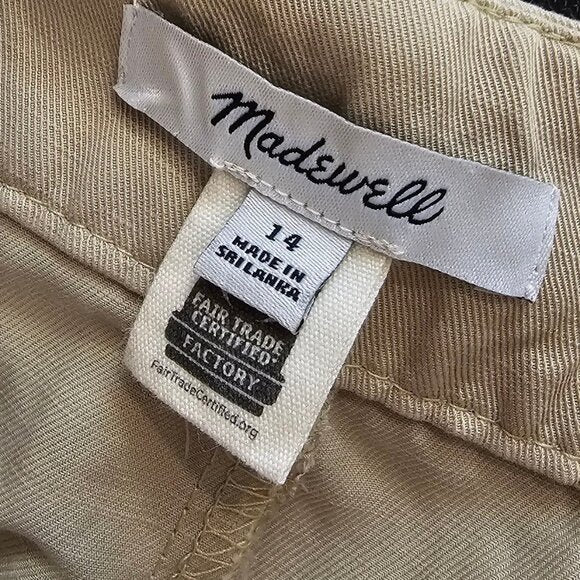 Madewell
14
MADE IN
SRI LANKA
FAIR TRADE
CERTIFIED
FACTORY
FairTradeCertified.org